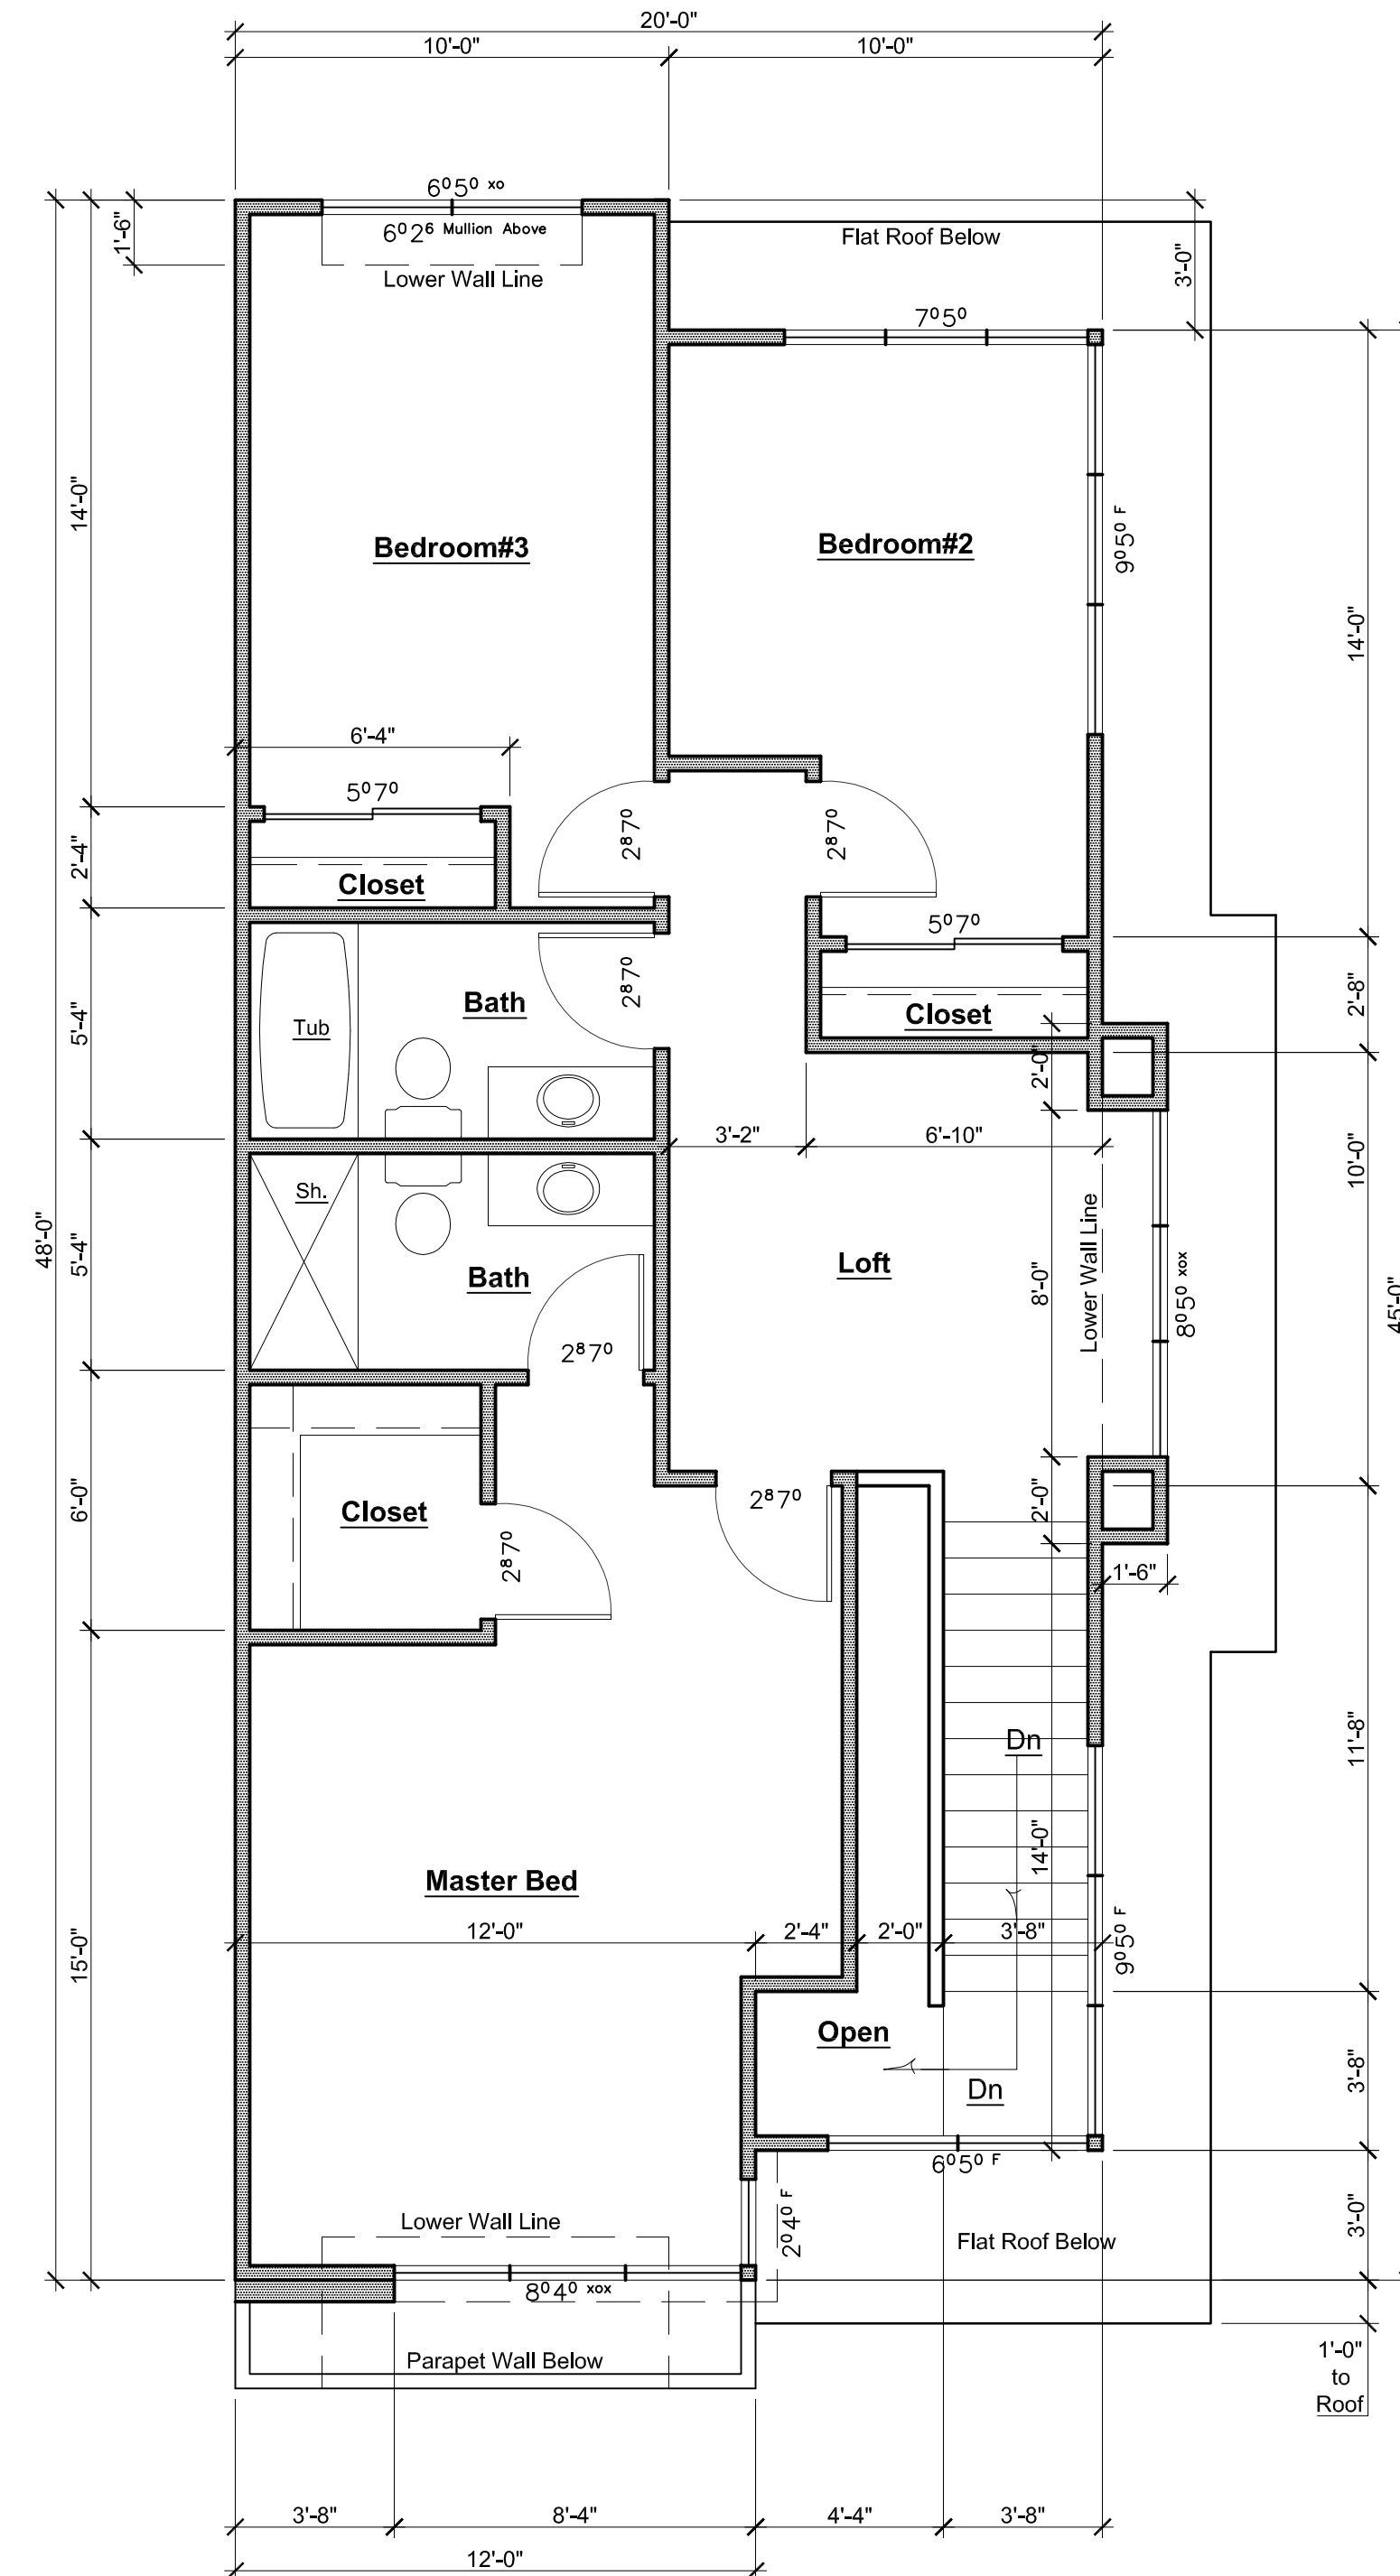 20'-0"
10'-0" 10'-0"
6⁰5⁰ xo
6⁰2⁶ Mullion Above
Lower Wall Line
1'-6"
Flat Roof Below
3'-0"
7⁰5⁰
14'-0"
Bedroom#3
Bedroom#2
9⁰5⁰ F
14'-0"
6'-4"
5⁰7⁰
2⁸7⁰
2⁸7⁰
2'-4"
Closet
5⁰7⁰
2⁸7⁰
Bath
Closet
2'-8"
Tub
5'-4"
2'-0"
3'-2" 6'-10"
10'-0"
Sh.
Lower Wall Line
48'-0"
5'-4"
Bath
Loft
8'-0"
8⁰5⁰ xox
45'-0"
2⁸7⁰
6'-0"
Closet
2⁸7⁰
2⁸7⁰
2'-0"
1'-6"
Dn
11'-8"
14'-0"
Master Bed
15'-0"
12'-0" 2'-4" 2'-0" 3'-8"
9⁰5⁰ F
Open
Dn
3'-8"
6⁰5⁰ F
Lower Wall Line
2⁰4⁰ F
Flat Roof Below
3'-0"
8⁰4⁰ xox
Parapet Wall Below
1'-0"
to
Roof
3'-8" 8'-4" 4'-4" 3'-8"
12'-0"